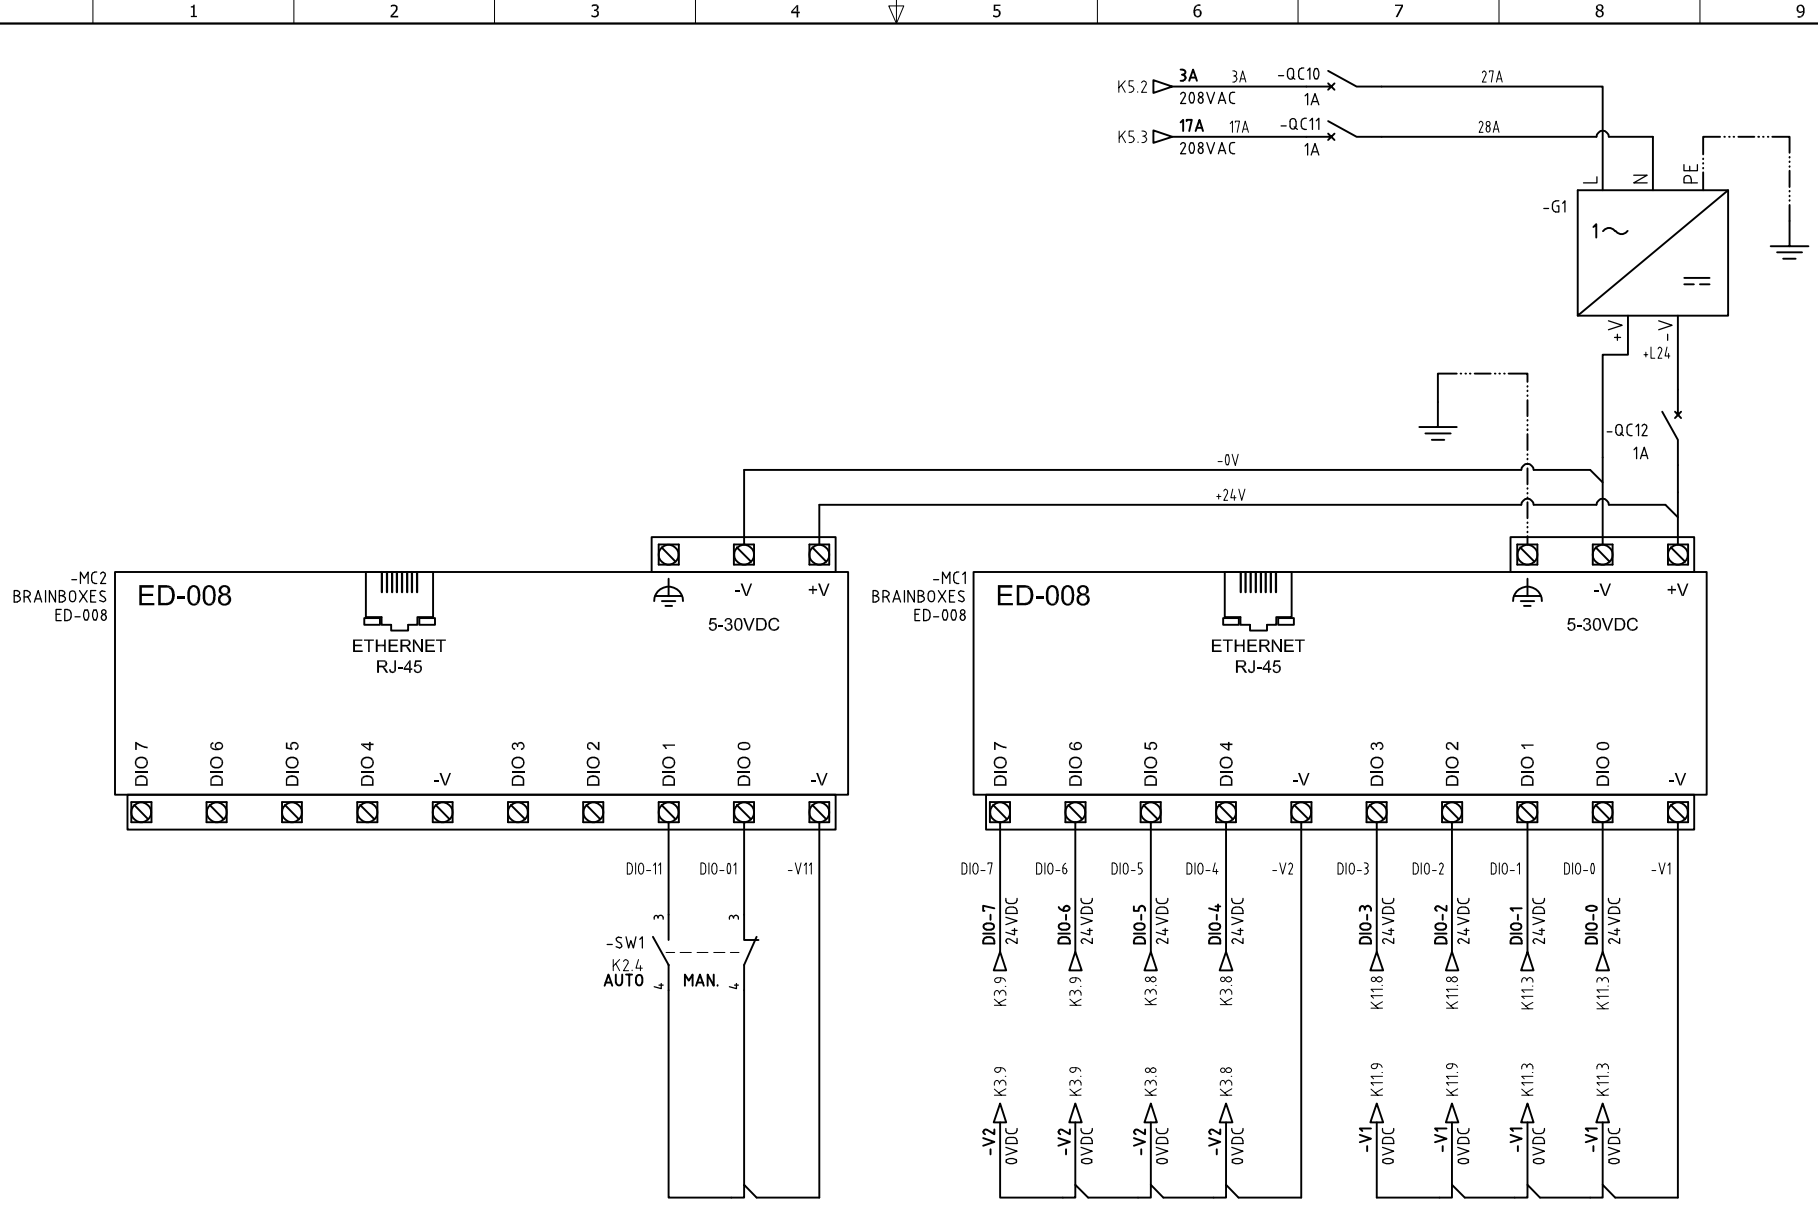 1 2 3 4 5 6 7 8 9
K5.2 3A 3A -QC10 27A
208VAC 1A
K5.3 17A 17A -QC11 28A
208VAC 1A
L N PE
-G1
1
+V -V
+L24
-QC12
1A
-0V
+24V
-MC2
BRAINBOXES
ED-008
ED-008
ETHERNET
RJ-45
-V +V
5-30VDC
DIO 7 DIO 6 DIO 5 DIO 4 -V DIO 3 DIO 2 DIO 1 DIO 0 -V
DIO-11 DIO-01 -V11
3 3
-SW1
K2.4
AUTO 4 MAN. 4
-MC1
BRAINBOXES
ED-008
ED-008
ETHERNET
RJ-45
-V +V
5-30VDC
DIO 7 DIO 6 DIO 5 DIO 4 -V DIO 3 DIO 2 DIO 1 DIO 0 -V
DIO-7 DIO-6 DIO-5 DIO-4 -V2 DIO-3 DIO-2 DIO-1 DIO-0 -V1
DIO-7 DIO-6 DIO-5 DIO-4 DIO-3 DIO-2 DIO-1 DIO-0
24VDC 24VDC 24VDC 24VDC 24VDC 24VDC 24VDC 24VDC
K3.9 K3.9 K3.8 K3.8 K11.8 K11.8 K11.3 K11.3
K3.9 K3.9 K3.8 K3.8 K11.9 K11.9 K11.3 K11.3
-V2 -V2 -V2 -V2 -V1 -V1 -V1 -V1
0VDC 0VDC 0VDC 0VDC 0VDC 0VDC 0VDC 0VDC